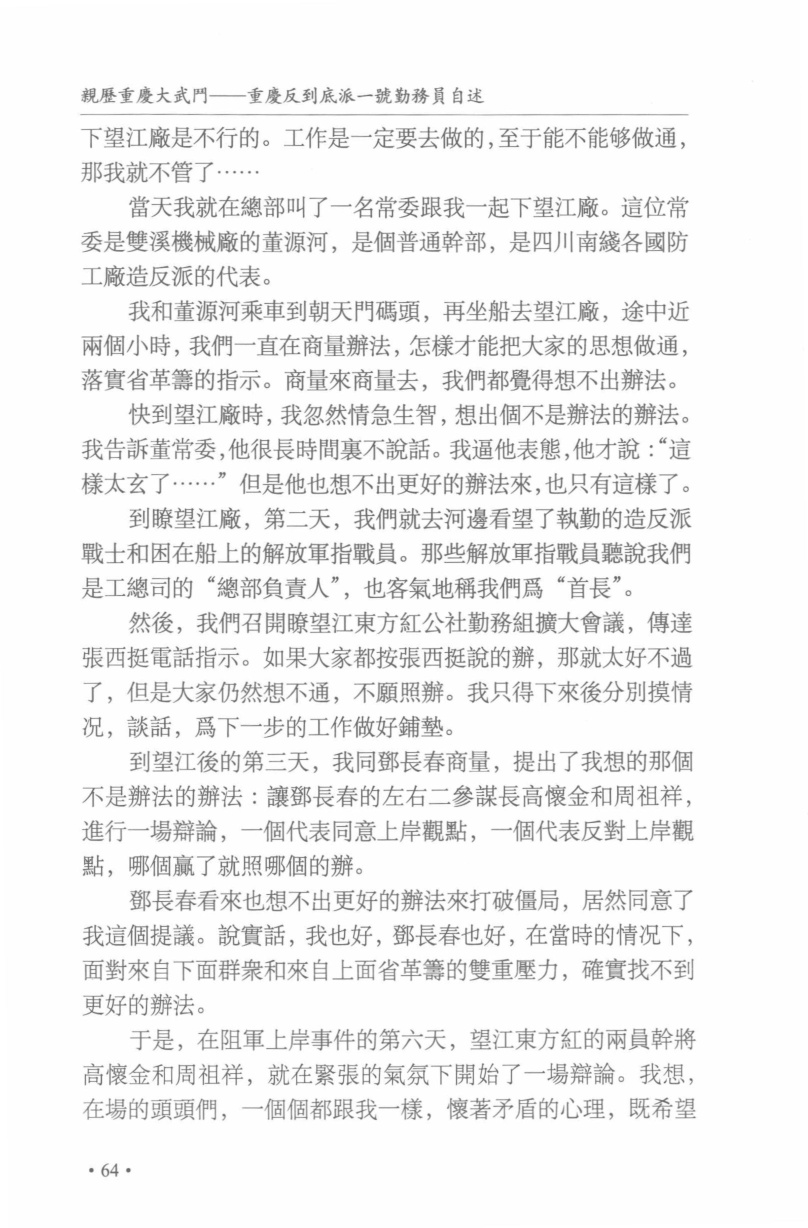 親歷重慶大武鬥——重慶反到底派一號勤務員自述
下望江廠是不行的。工作是一定要去做的，至于能不能够做通，
那我就不管了……
當天我就在總部叫了一名常委跟我一起下望江廠。這位常
委是雙溪機械廠的董源河，是個普通幹部，是四川南綫各國防
工廠造反派的代表。
我和董源河乘車到朝天門碼頭，再坐船去望江廠，途中近
兩個小時，我們一直在商量辦法，怎樣才能把大家的思想做通，
落實省革籌的指示。商量來商量去，我們都覺得想不出辦法。
快到望江廠時，我忽然情急生智，想出個不是辦法的辦法。
我告訴董常委，他很長時間裏不說話。我逼他表態，他才說：“這
樣太玄了……”但是他也想不出更好的辦法來，也只有這樣了。
到瞭望江廠，第二天，我們就去河邊看望了執勤的造反派
戰士和困在船上的解放軍指戰員。那些解放軍指戰員聽說我們
是工總司的“總部負責人”，也客氣地稱我們爲“首長”。
然後，我們召開瞭望江東方紅公社勤務組擴大會議，傳達
張西挺電話指示。如果大家都按張西挺說的辦，那就太好不過
了，但是大家仍然想不通，不願照辦。我只得下來後分別摸情
况，談話，爲下一步的工作做好鋪墊。
到望江後的第三天，我同鄧長春商量，提出了我想的那個
不是辦法的辦法：讓鄧長春的左右二參謀長高懷金和周祖祥，
進行一場辯論，一個代表同意上岸觀點，一個代表反對上岸觀
點，哪個贏了就照哪個的辦。
鄧長春看來也想不出更好的辦法來打破僵局，居然同意了
我這個提議。說實話，我也好，鄧長春也好，在當時的情况下，
面對來自下面群衆和來自上面省革籌的雙重壓力，確實找不到
更好的辦法。
于是，在阻軍上岸事件的第六天，望江東方紅的兩員幹將
高懷金和周祖祥，就在緊張的氣氛下開始了一場辯論。我想，
在場的頭頭們，一個個都跟我一樣，懷著矛盾的心理，既希望
·64·